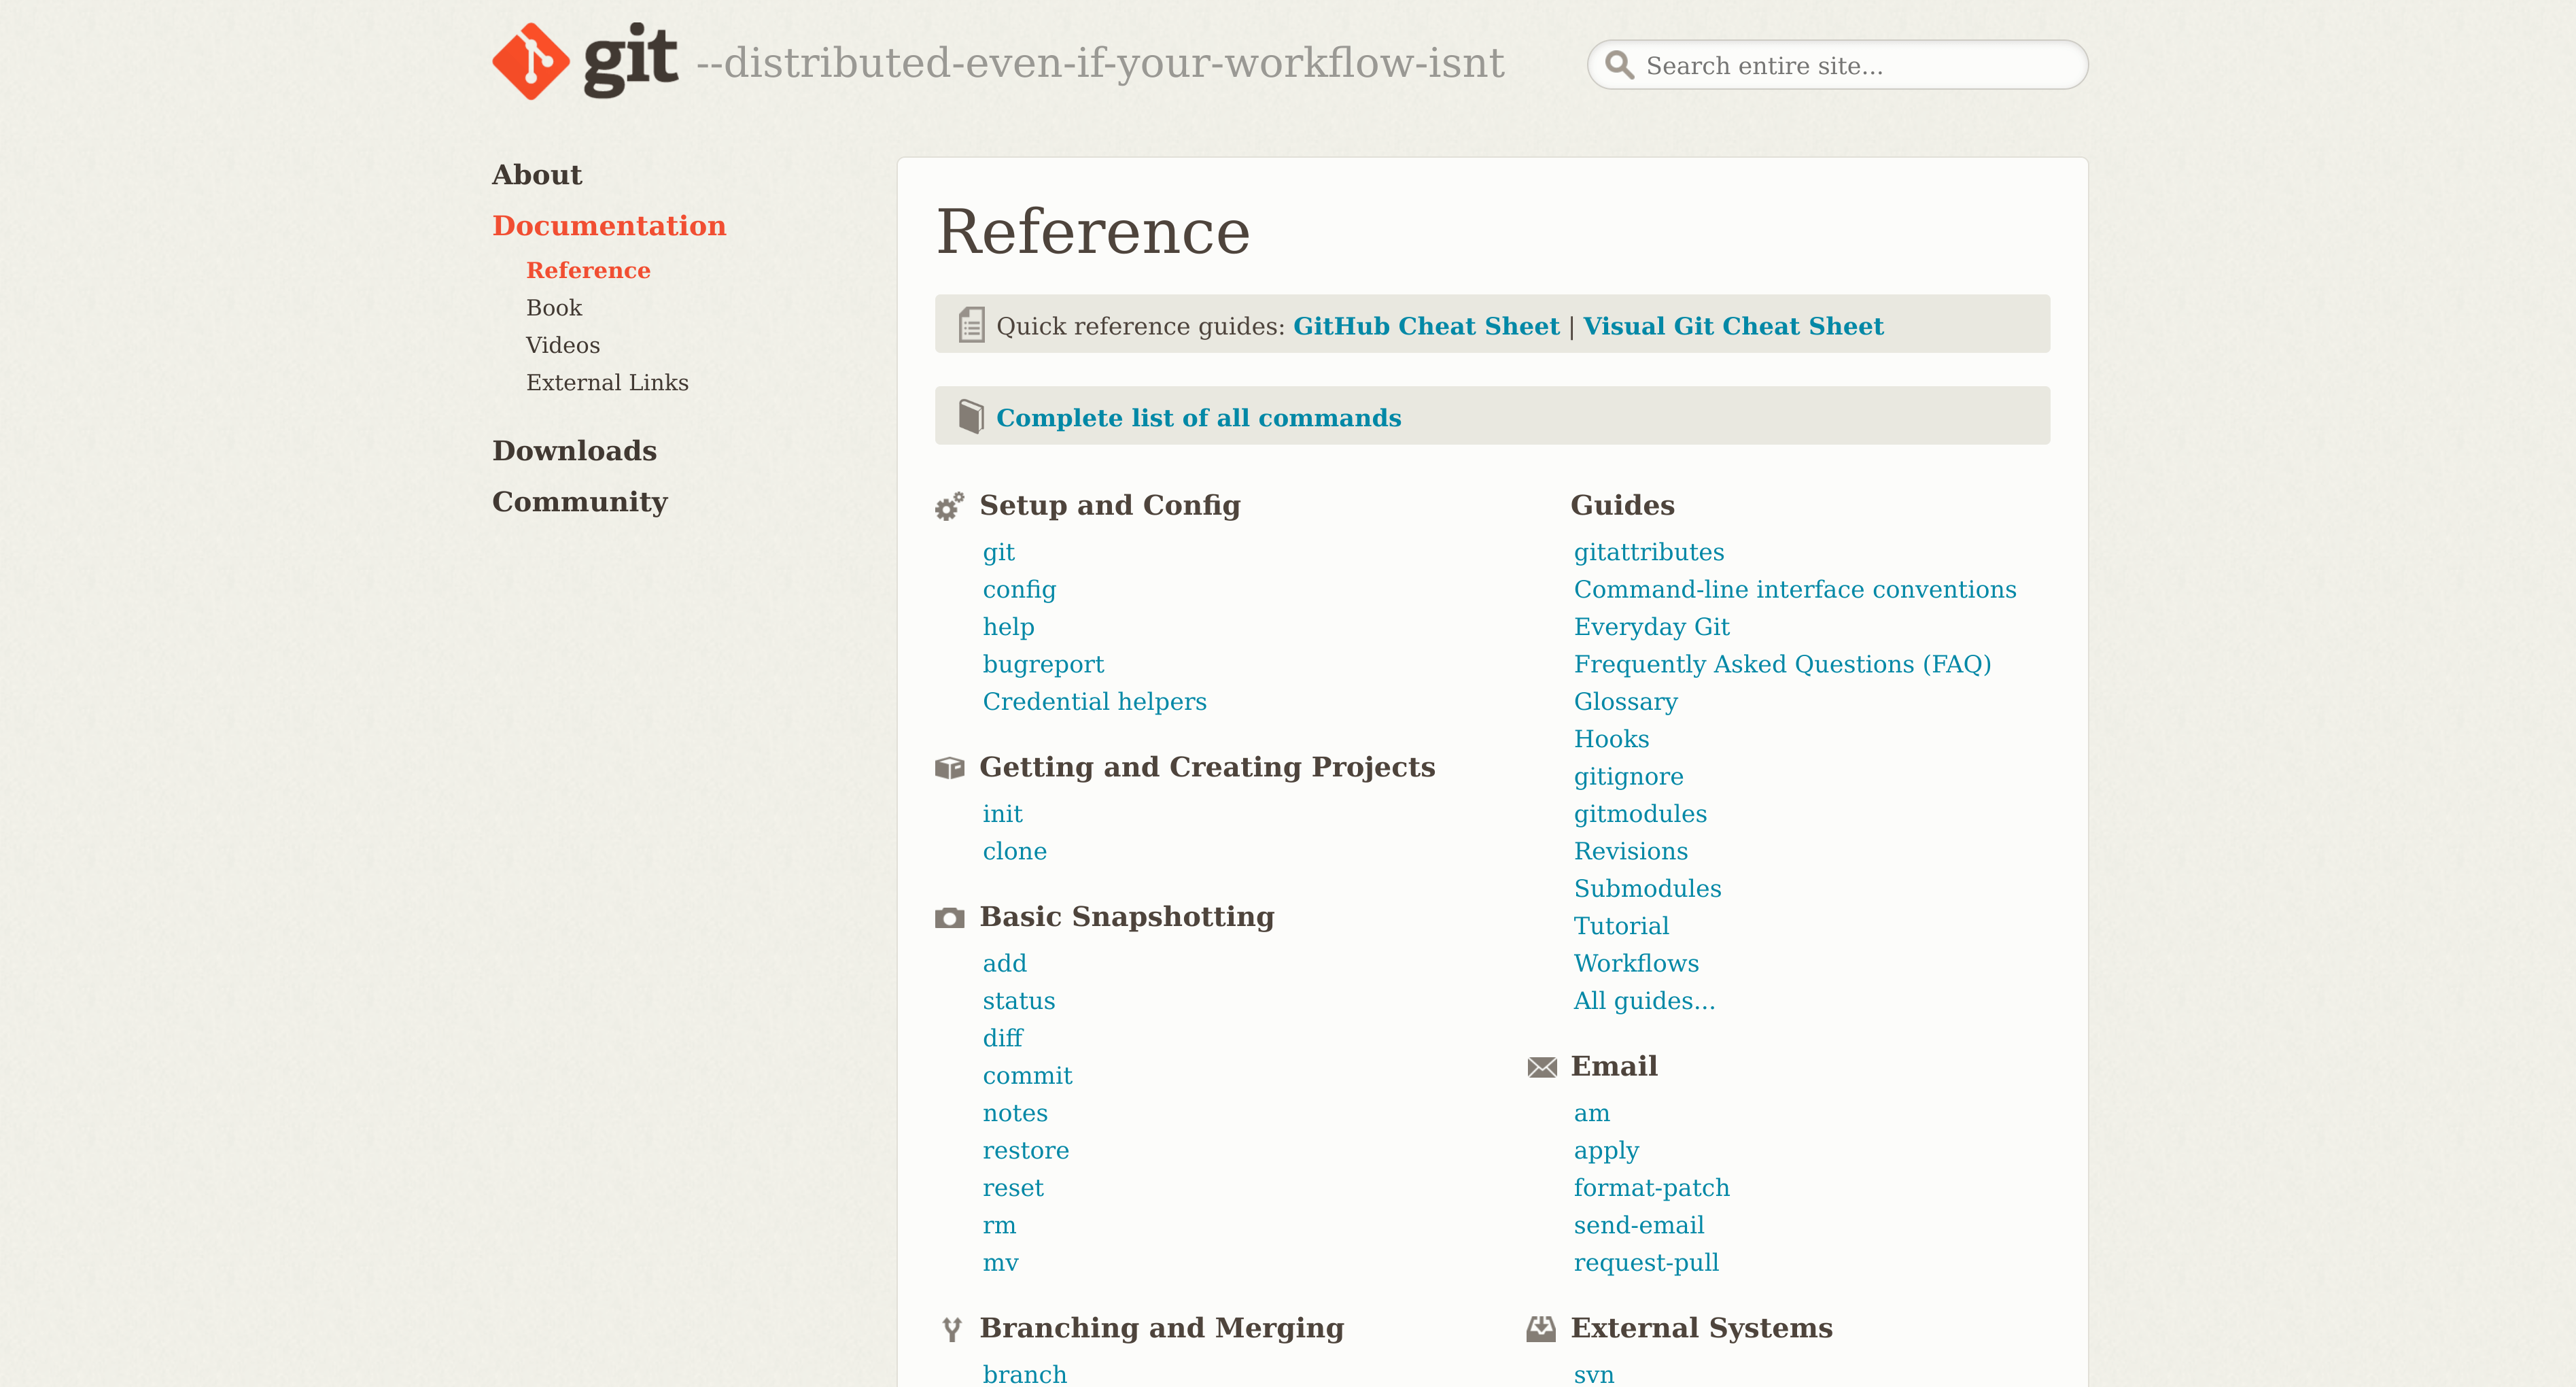 git --distributed-even-if-your-workflow-isnt
Search entire site...
About
Documentation
Reference
Book
Videos
External Links
Downloads
Community
Reference
Quick reference guides: GitHub Cheat Sheet | Visual Git Cheat Sheet
Complete list of all commands
Setup and Config
git
config
help
bugreport
Credential helpers
Getting and Creating Projects
init
clone
Basic Snapshotting
add
status
diff
commit
notes
restore
reset
rm
mv
Branching and Merging
branch
Guides
gitattributes
Command-line interface conventions
Everyday Git
Frequently Asked Questions (FAQ)
Glossary
Hooks
gitignore
gitmodules
Revisions
Submodules
Tutorial
Workflows
All guides...
Email
am
apply
format-patch
send-email
request-pull
External Systems
svn